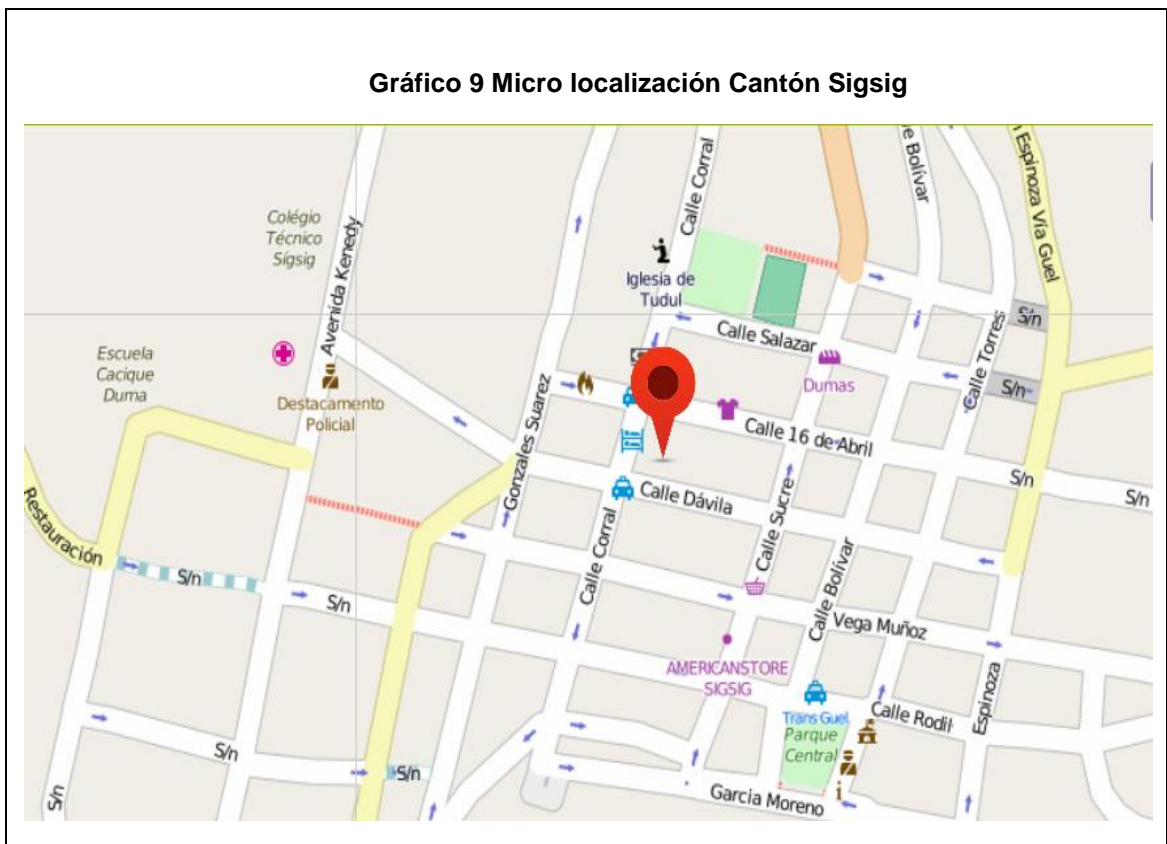 Gráfico 9 Micro localización Cantón Sigsig
Calle Corral
Bolívar
Espinoza Vía Guel
Colégio
Técnico
Sígsig
Avenida Kenedy
Iglesia de
Tudul
S/n
Calle Salazar
Calle Torres
Escuela
Cacique
Duma
Dumas
S/n
Destacamento
Policial
Gonzales Suarez
Calle 16 de Abril
S/n
S/n
Calle Dávila
Calle Sucre
Restauración
Calle Corral
Calle Bolívar
S/n
S/n
Vega Muñoz
AMERICANSTORE
SIGSIG
Espinoza
Trans Guel
Calle Rodil
Parque
Central
S/n
S/n
S/n
Garcia Moreno